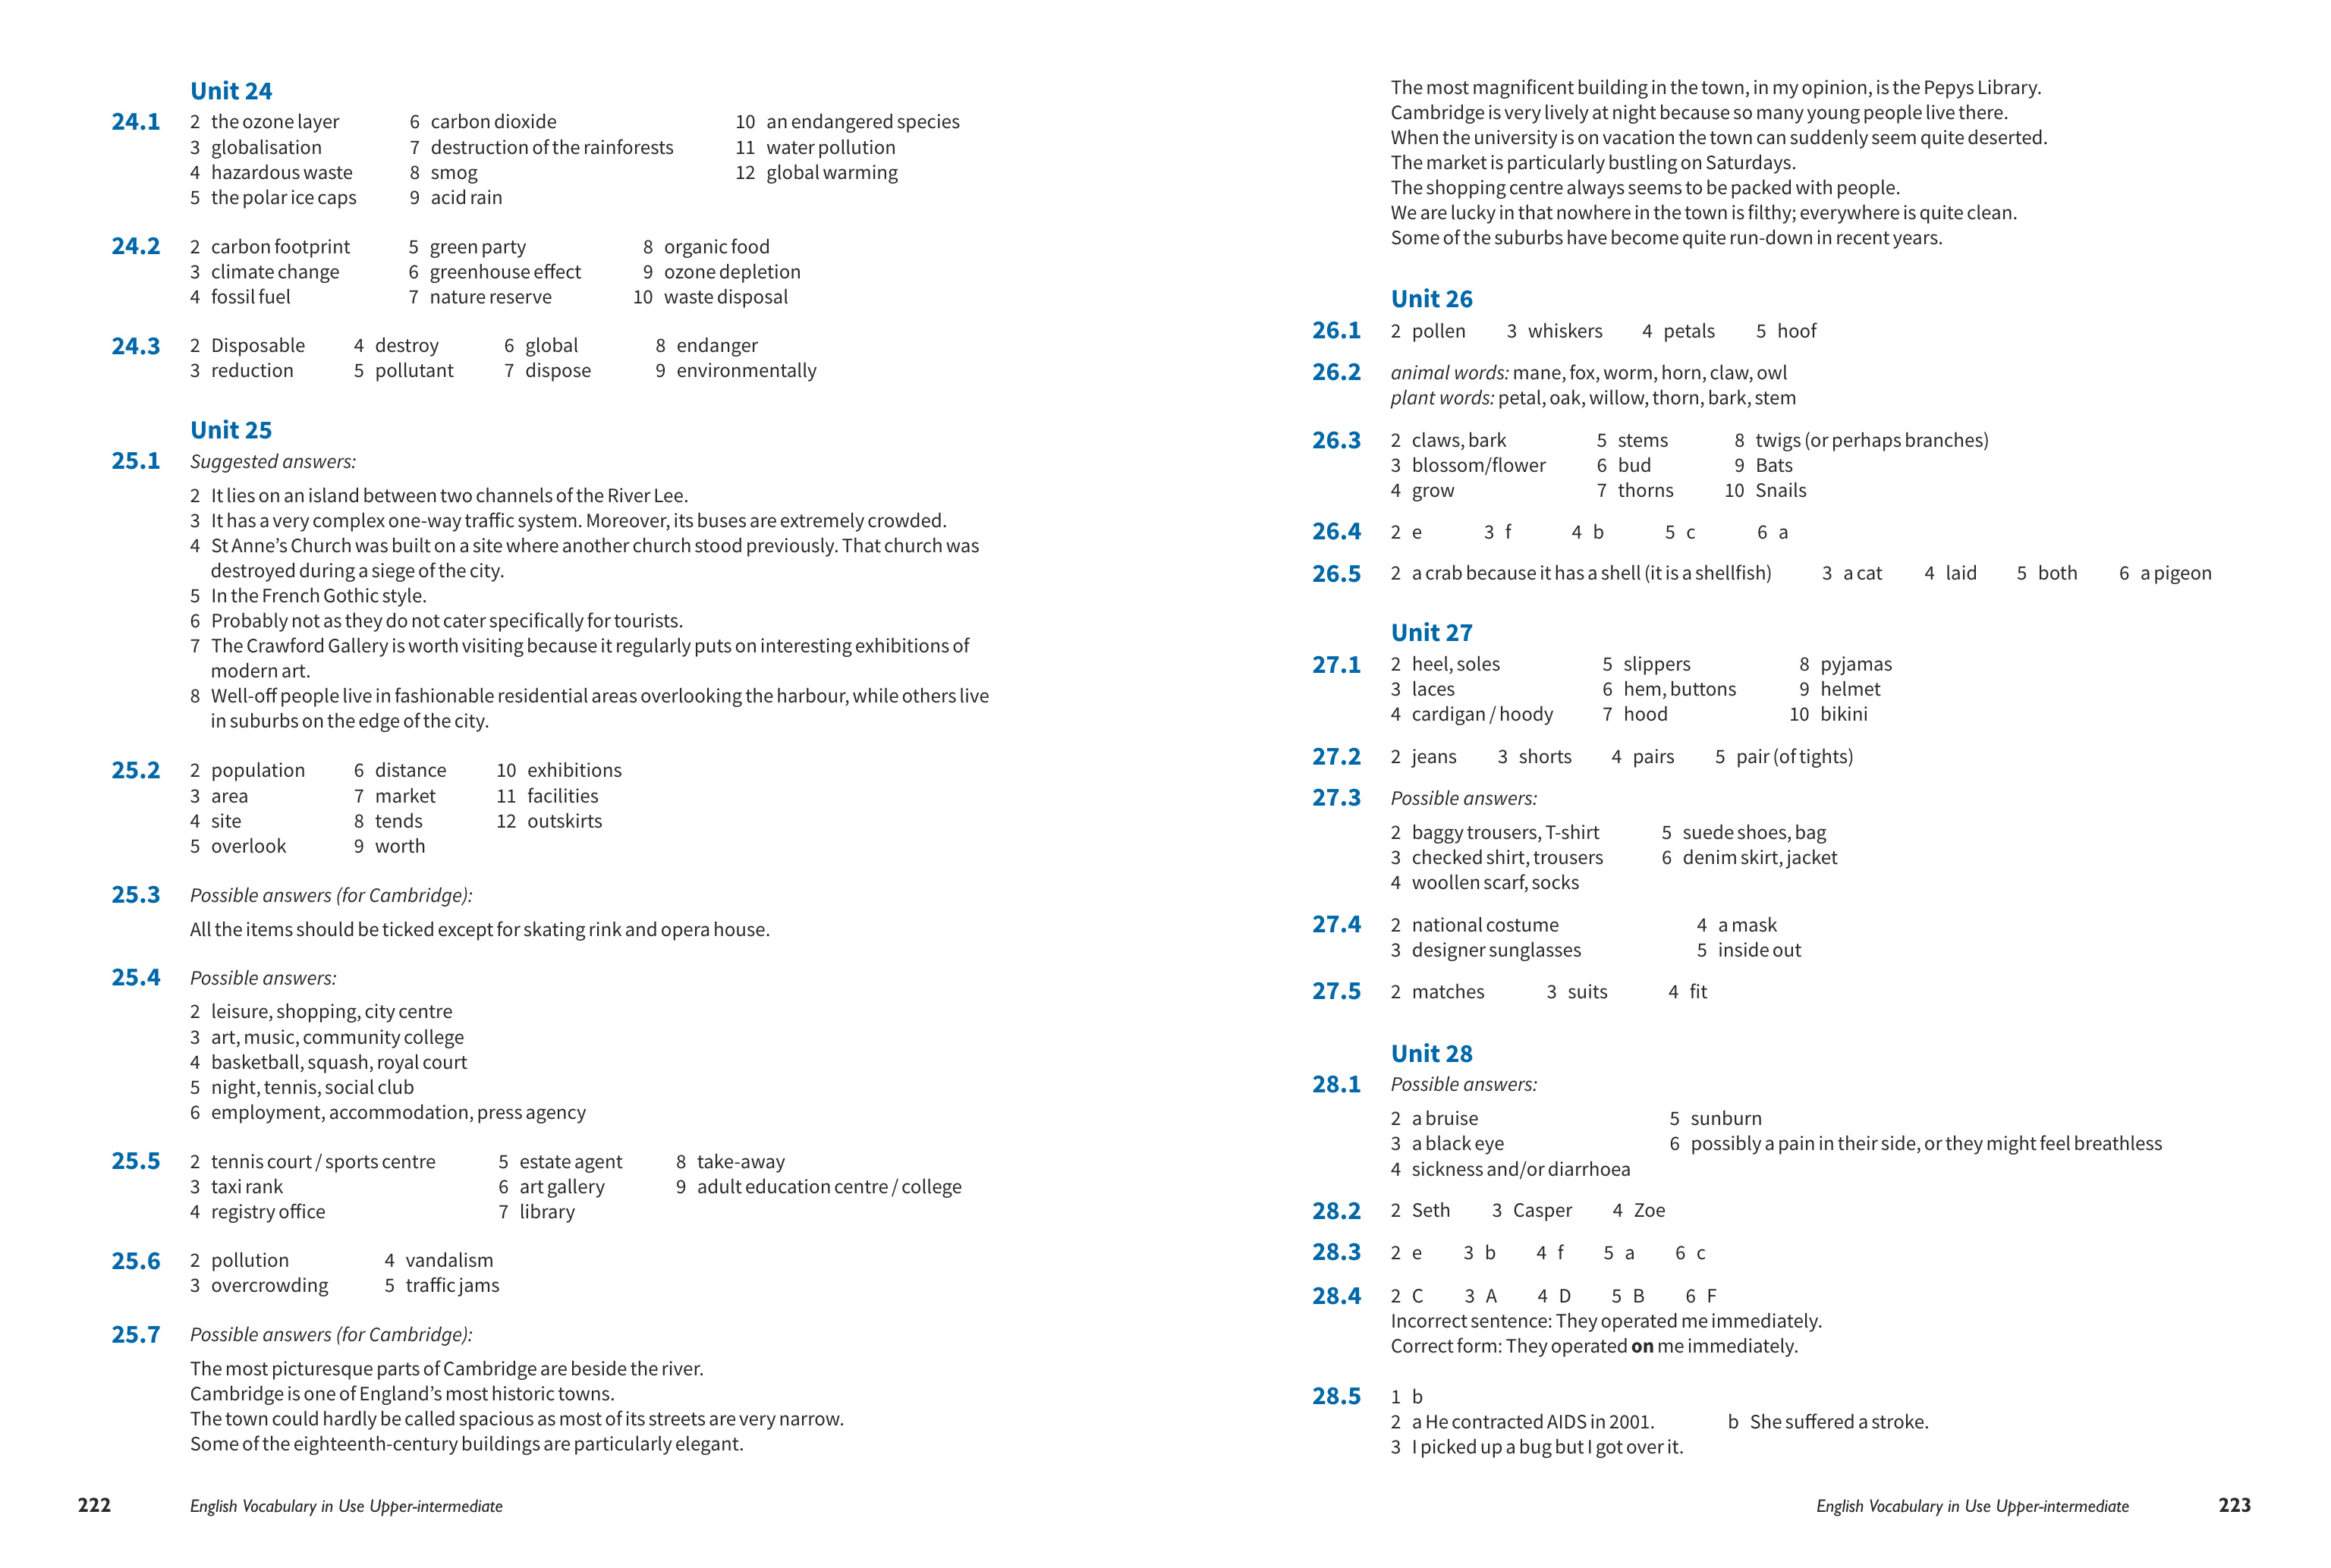 Unit 24
24.1 2 the ozone layer 6 carbon dioxide 10 an endangered species
3 globalisation 7 destruction of the rainforests 11 water pollution
4 hazardous waste 8 smog 12 global warming
5 the polar ice caps 9 acid rain
24.2 2 carbon footprint 5 green party 8 organic food
3 climate change 6 greenhouse effect 9 ozone depletion
4 fossil fuel 7 nature reserve 10 waste disposal
24.3 2 Disposable 4 destroy 6 global 8 endanger
3 reduction 5 pollutant 7 dispose 9 environmentally
Unit 25
25.1 Suggested answers:
2 It lies on an island between two channels of the River Lee.
3 It has a very complex one-way traffic system. Moreover, its buses are extremely crowded.
4 St Anne's Church was built on a site where another church stood previously. That church was
destroyed during a siege of the city.
5 In the French Gothic style.
6 Probably not as they do not cater specifically for tourists.
7 The Crawford Gallery is worth visiting because it regularly puts on interesting exhibitions of
modern art.
8 Well-off people live in fashionable residential areas overlooking the harbour, while others live
in suburbs on the edge of the city.
25.2 2 population 6 distance 10 exhibitions
3 area 7 market 11 facilities
4 site 8 tends 12 outskirts
5 overlook 9 worth
25.3 Possible answers (for Cambridge):
All the items should be ticked except for skating rink and opera house.
25.4 Possible answers:
2 leisure, shopping, city centre
3 art, music, community college
4 basketball, squash, royal court
5 night, tennis, social club
6 employment, accommodation, press agency
25.5 2 tennis court / sports centre 5 estate agent 8 take-away
3 taxi rank 6 art gallery 9 adult education centre / college
4 registry office 7 library
25.6 2 pollution 4 vandalism
3 overcrowding 5 traffic jams
25.7 Possible answers (for Cambridge):
The most picturesque parts of Cambridge are beside the river.
Cambridge is one of England's most historic towns.
The town could hardly be called spacious as most of its streets are very narrow.
Some of the eighteenth-century buildings are particularly elegant.
222 English Vocabulary in Use Upper-intermediate
The most magnificent building in the town, in my opinion, is the Pepys Library.
Cambridge is very lively at night because so many young people live there.
When the university is on vacation the town can suddenly seem quite deserted.
The market is particularly bustling on Saturdays.
The shopping centre always seems to be packed with people.
We are lucky in that nowhere in the town is filthy; everywhere is quite clean.
Some of the suburbs have become quite run-down in recent years.
Unit 26
26.1 2 pollen 3 whiskers 4 petals 5 hoof
26.2 animal words: mane, fox, worm, horn, claw, owl
plant words: petal, oak, willow, thorn, bark, stem
26.3 2 claws, bark 5 stems 8 twigs (or perhaps branches)
3 blossom/flower 6 bud 9 Bats
4 grow 7 thorns 10 Snails
26.4 2 e 3 f 4 b 5 c 6 a
26.5 2 a crab because it has a shell (it is a shellfish) 3 a cat 4 laid 5 both 6 a pigeon
Unit 27
27.1 2 heel, soles 5 slippers 8 pyjamas
3 laces 6 hem, buttons 9 helmet
4 cardigan / hoody 7 hood 10 bikini
27.2 2 jeans 3 shorts 4 pairs 5 pair (of tights)
27.3 Possible answers:
2 baggy trousers, T-shirt 5 suede shoes, bag
3 checked shirt, trousers 6 denim skirt, jacket
4 woollen scarf, socks
27.4 2 national costume 4 a mask
3 designer sunglasses 5 inside out
27.5 2 matches 3 suits 4 fit
Unit 28
28.1 Possible answers:
2 a bruise 5 sunburn
3 a black eye 6 possibly a pain in their side, or they might feel breathless
4 sickness and/or diarrhoea
28.2 2 Seth 3 Casper 4 Zoe
28.3 2 e 3 b 4 f 5 a 6 c
28.4 2 C 3 A 4 D 5 B 6 F
Incorrect sentence: They operated me immediately.
Correct form: They operated on me immediately.
28.5 1 b
2 a He contracted AIDS in 2001. b She suffered a stroke.
3 I picked up a bug but I got over it.
English Vocabulary in Use Upper-intermediate 223